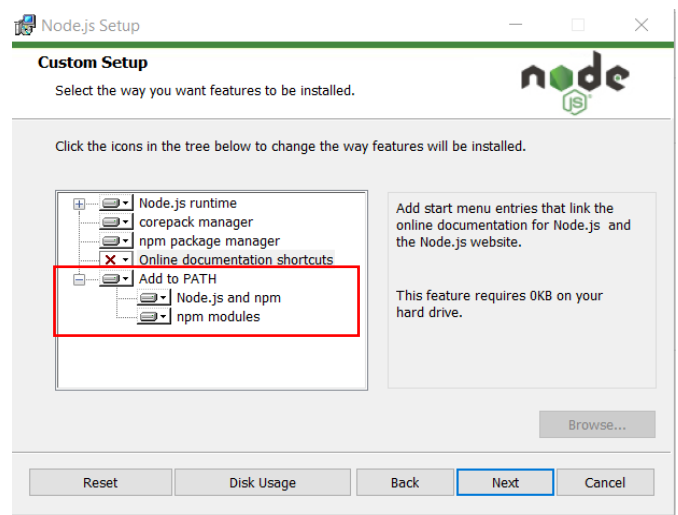 Node.js Setup
Custom Setup
Select the way you want features to be installed.
node
JS
Click the icons in the tree below to change the way features will be installed.
Node.js runtime
corepack manager
npm package manager
Online documentation shortcuts
Add to PATH
Node.js and npm
npm modules
Add start menu entries that link the
online documentation for Node.js and
the Node.js website.
This feature requires 0KB on your
hard drive.
Browse...
Reset
Disk Usage
Back
Next
Cancel